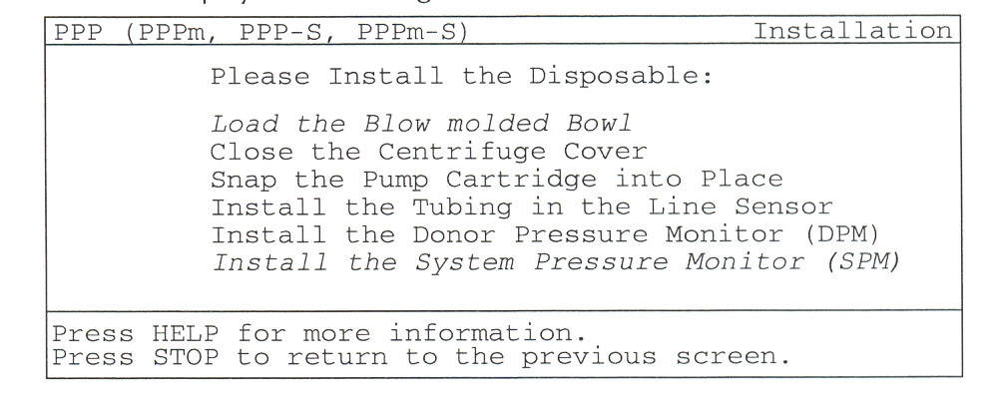 PPP (PPPm, PPP-S, PPPm-S) Installation
Please Install the Disposable:
Load the Blow molded Bowl
Close the Centrifuge Cover
Snap the Pump Cartridge into Place
Install the Tubing in the Line Sensor
Install the Donor Pressure Monitor (DPM)
Install the System Pressure Monitor (SPM)
Press HELP for more information.
Press STOP to return to the previous screen.